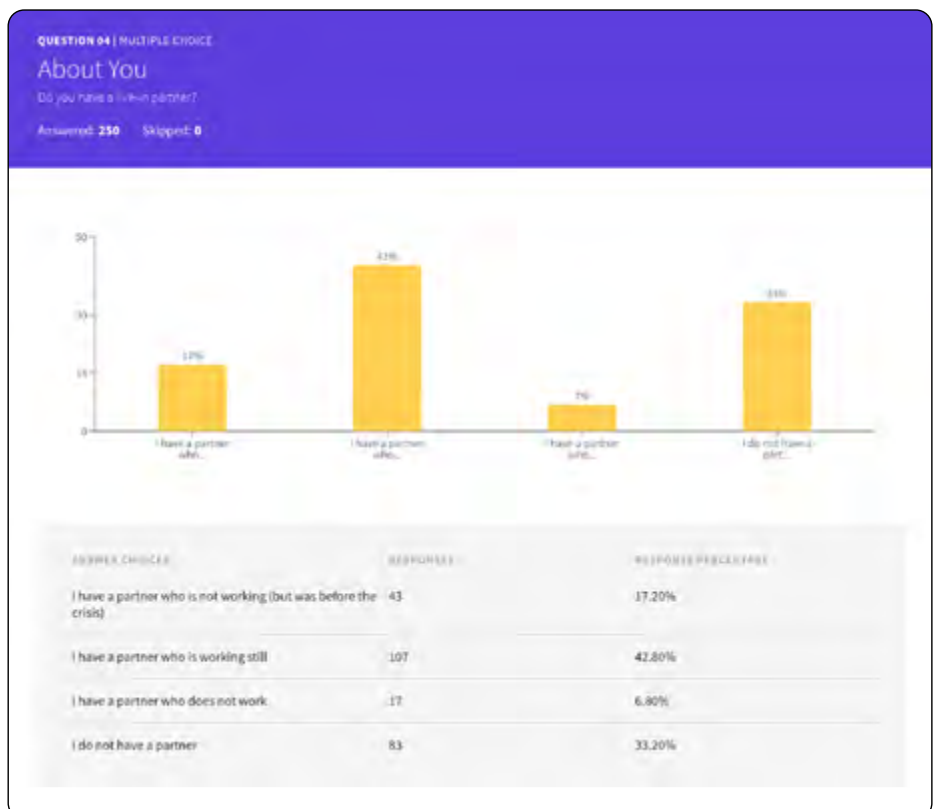 QUESTION 04 | MULTIPLE CHOICE
About You
Do you have a live-in partner?
Answered: 250 Skipped: 0
50
43%
33%
30
17%
15
7%
0
I have a partner who... I have a partner who... I have a partner who... I do not have a part...
ANSWER CHOICES RESPONSES RESPONSE PERCENTAGE
I have a partner who is not working (but was before the 43 17.20%
crisis)
I have a partner who is working still 107 42.80%
I have a partner who does not work 17 6.80%
I do not have a partner 83 33.20%